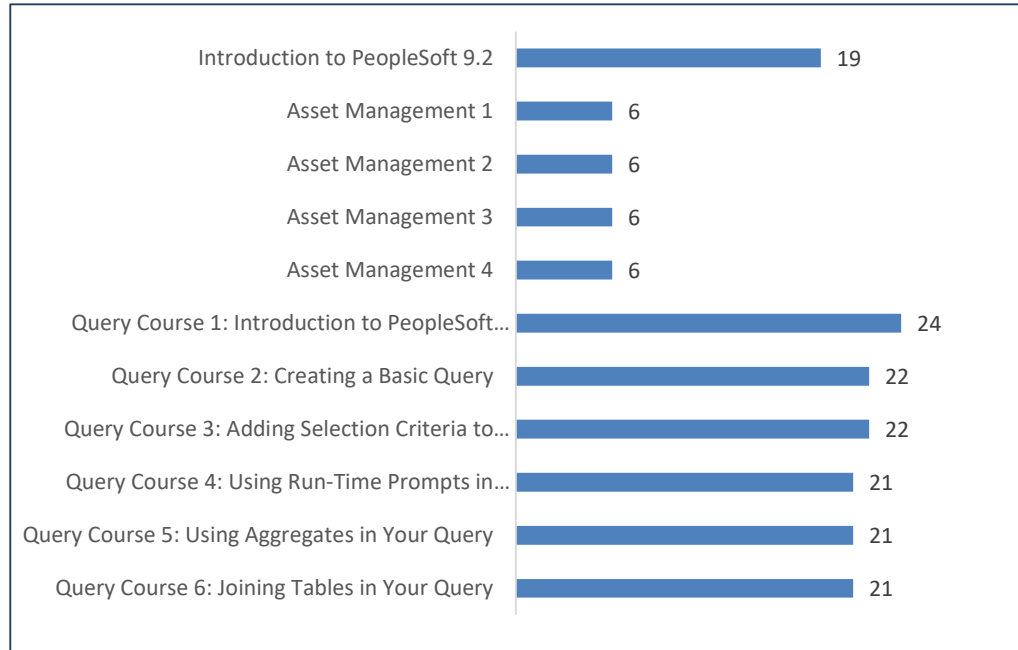 Introduction to PeopleSoft 9.2 19
Asset Management 1 6
Asset Management 2 6
Asset Management 3 6
Asset Management 4 6
Query Course 1: Introduction to PeopleSoft... 24
Query Course 2: Creating a Basic Query 22
Query Course 3: Adding Selection Criteria to... 22
Query Course 4: Using Run-Time Prompts in... 21
Query Course 5: Using Aggregates in Your Query 21
Query Course 6: Joining Tables in Your Query 21